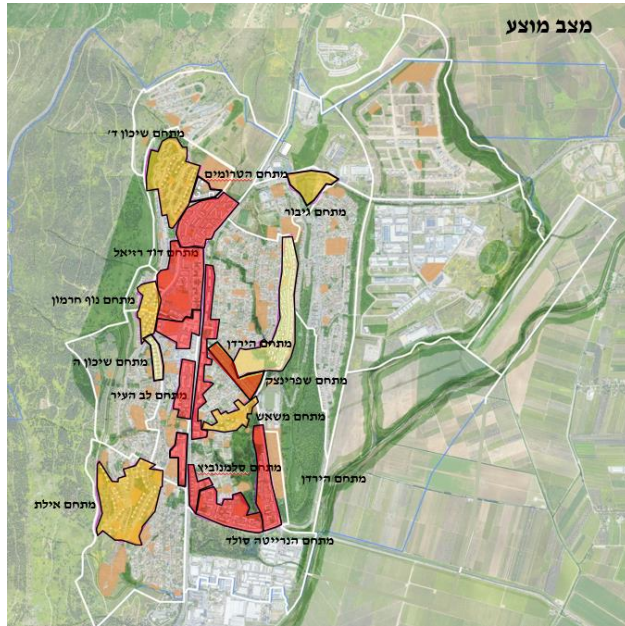 מצב מוצע
מתחם שיכון ד'
מתחם הטרומים
מתחם גיבור
מתחם דוד רזיאל
מתחם נוף חרמון
מתחם הירדן
מתחם שיכון ה
מתחם שפרינצק
מתחם לב העיר
מתחם משאש
מתחם סלמנוביץ
מתחם הירדן
מתחם אילת
מתחם הנרייטה סולד